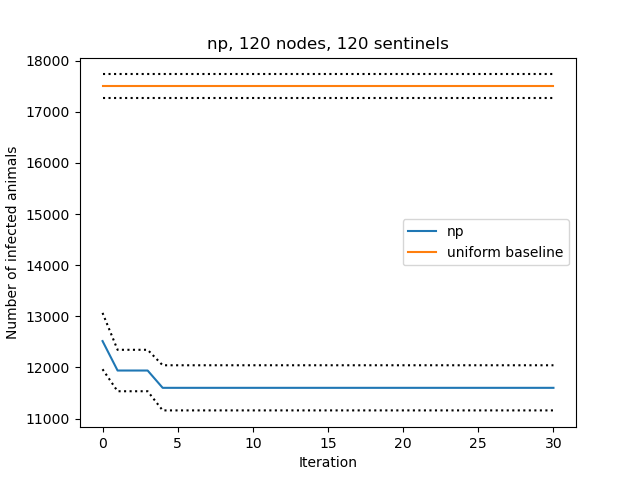 np, 120 nodes, 120 sentinels
Number of infected animals
18000
17000
16000
15000
14000
13000
12000
11000
np
uniform baseline
0 5 10 15 20 25 30
Iteration